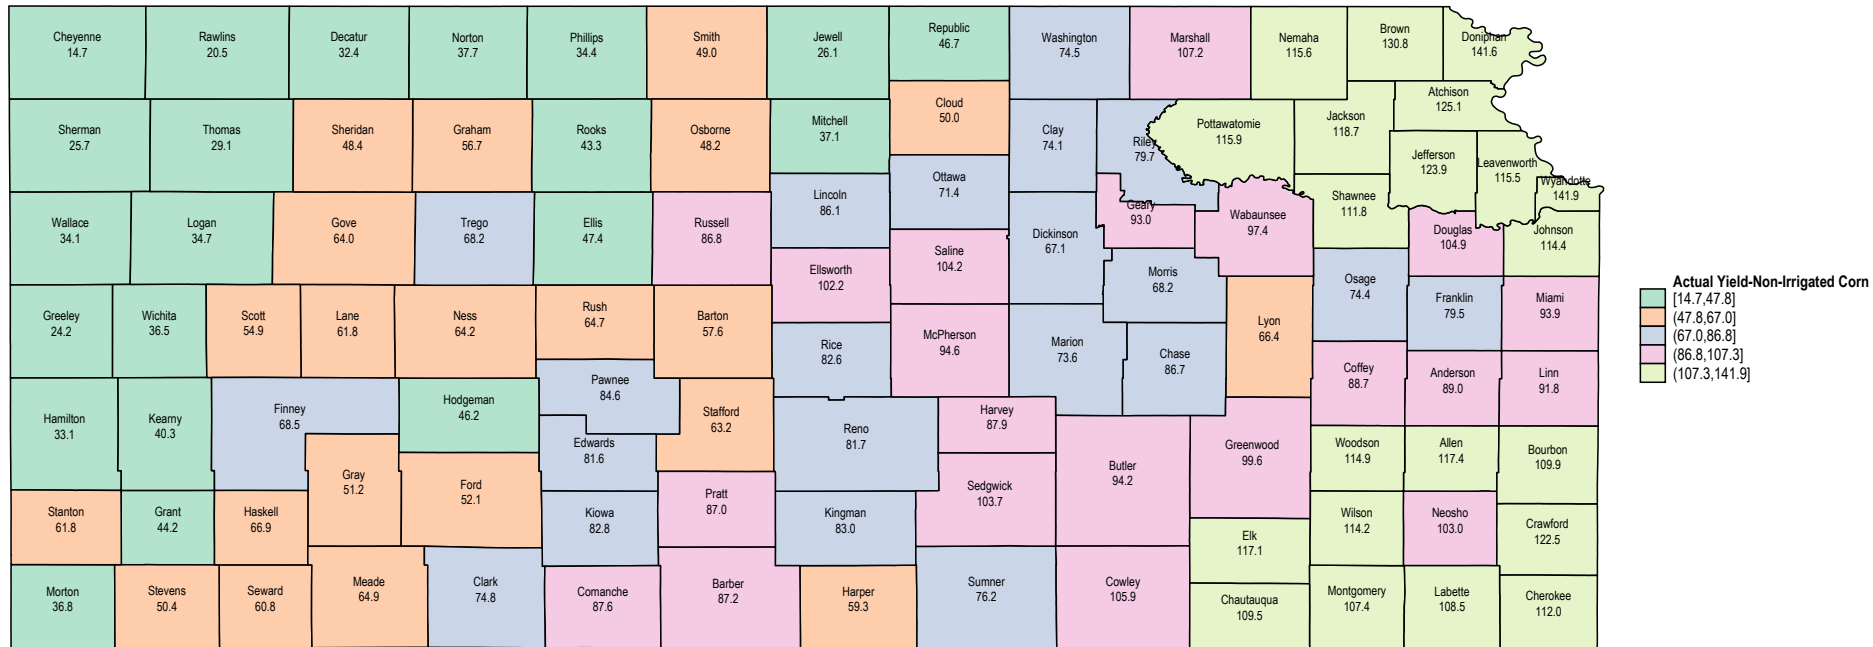 Cheyenne
14.7
Rawlins
20.5
Decatur
32.4
Norton
37.7
Phillips
34.4
Smith
49.0
Jewell
26.1
Republic
46.7
Washington
74.5
Marshall
107.2
Nemaha
115.6
Brown
130.8
Doniphan
141.6
Sherman
25.7
Thomas
29.1
Sheridan
48.4
Graham
56.7
Rooks
43.3
Osborne
48.2
Mitchell
37.1
Cloud
50.0
Clay
74.1
Riley
79.7
Pottawatomie
115.9
Jackson
118.7
Atchison
125.1
Jefferson
123.9
Leavenworth
115.5
Wyandotte
141.9
Wallace
34.1
Logan
34.7
Gove
64.0
Trego
68.2
Ellis
47.4
Russell
86.8
Lincoln
86.1
Ottawa
71.4
Saline
104.2
Dickinson
67.1
Geary
93.0
Wabaunsee
97.4
Shawnee
111.8
Douglas
104.9
Johnson
114.4
Ellsworth
102.2
Morris
68.2
Osage
74.4
Franklin
79.5
Miami
93.9
Greeley
24.2
Wichita
36.5
Scott
54.9
Lane
61.8
Ness
64.2
Rush
64.7
Barton
57.6
Rice
82.6
McPherson
94.6
Marion
73.6
Chase
86.7
Lyon
66.4
Coffey
88.7
Anderson
89.0
Linn
91.8
Hamilton
33.1
Kearny
40.3
Finney
68.5
Hodgeman
46.2
Pawnee
84.6
Stafford
63.2
Edwards
81.6
Reno
81.7
Harvey
87.9
Butler
94.2
Greenwood
99.6
Woodson
114.9
Allen
117.4
Bourbon
109.9
Gray
51.2
Ford
52.1
Sedgwick
103.7
Stanton
61.8
Grant
44.2
Haskell
66.9
Kiowa
82.8
Pratt
87.0
Kingman
83.0
Elk
117.1
Wilson
114.2
Neosho
103.0
Crawford
122.5
Morton
36.8
Stevens
50.4
Seward
60.8
Meade
64.9
Clark
74.8
Comanche
87.6
Barber
87.2
Harper
59.3
Sumner
76.2
Cowley
105.9
Chautauqua
109.5
Montgomery
107.4
Labette
108.5
Cherokee
112.0
Actual Yield-Non-Irrigated Corn
[14.7,47.8]
(47.8,67.0]
(67.0,86.8]
(86.8,107.3]
(107.3,141.9]